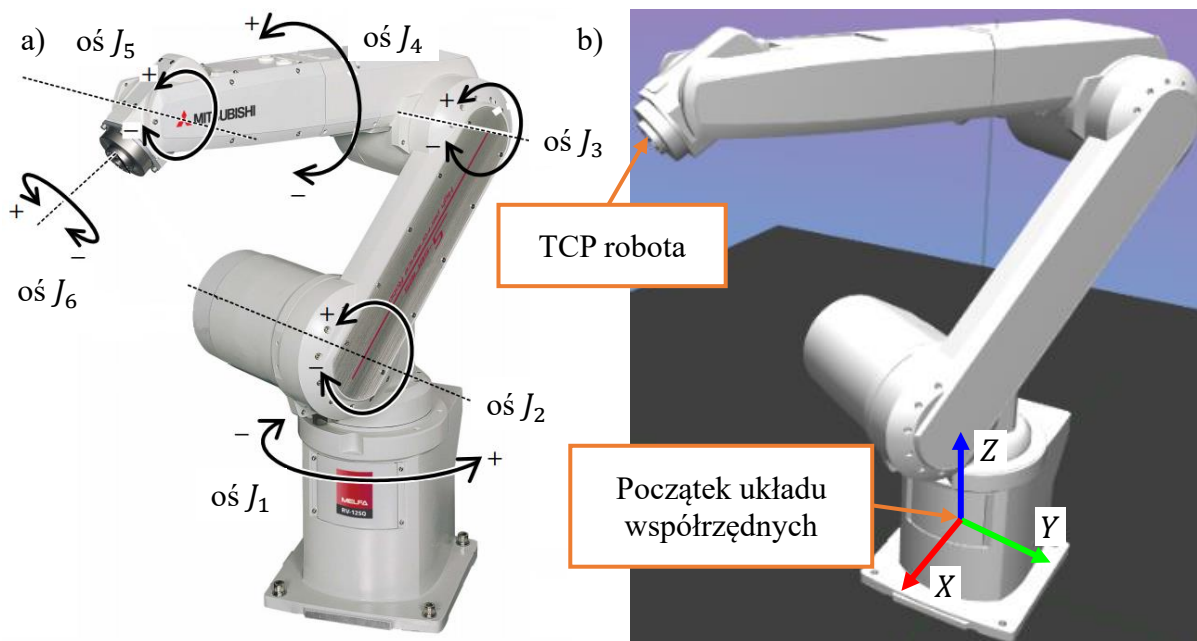 a)
oś J₅
+
oś J₄
b)
+
−
MITSUBISHI
+
−
−
oś J₃
+
−
oś J₆
TCP robota
+
−
oś J₂
−
+
oś J₁
MELFA
RV-12SQ
Początek układu
współrzędnych
Z
Y
X